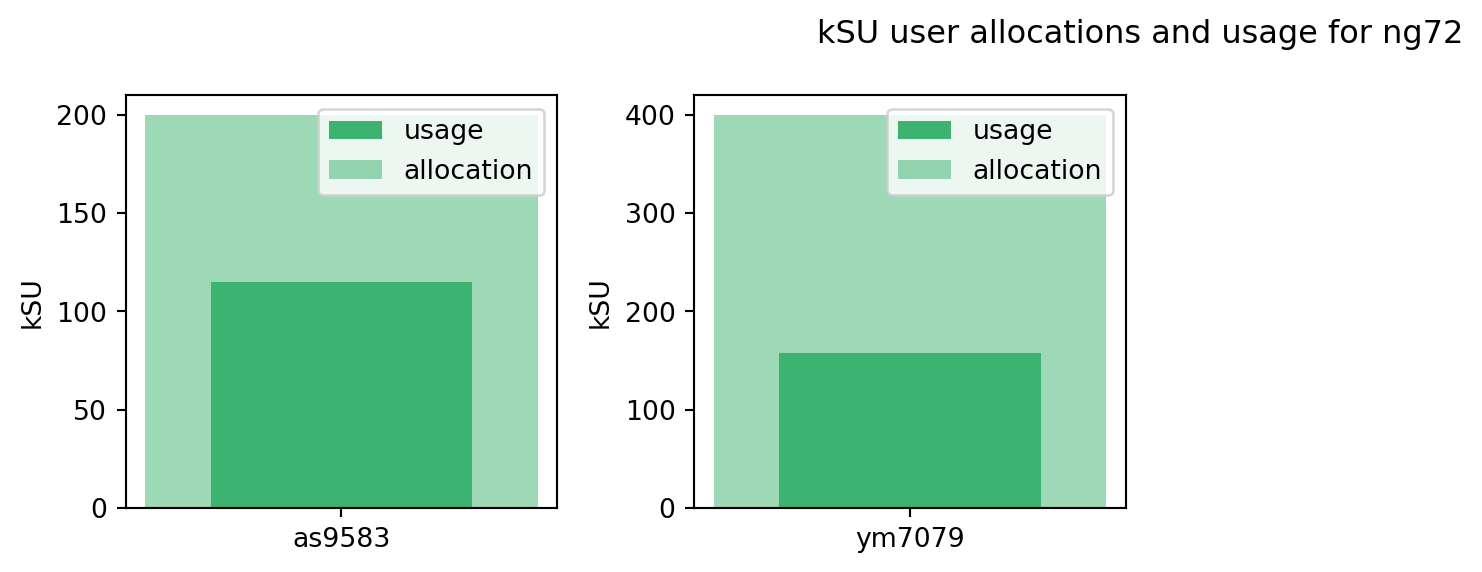 kSU user allocations and usage for ng72
200
150
100
50
0
kSU
usage
allocation
as9583
400
300
200
100
0
kSU
usage
allocation
ym7079